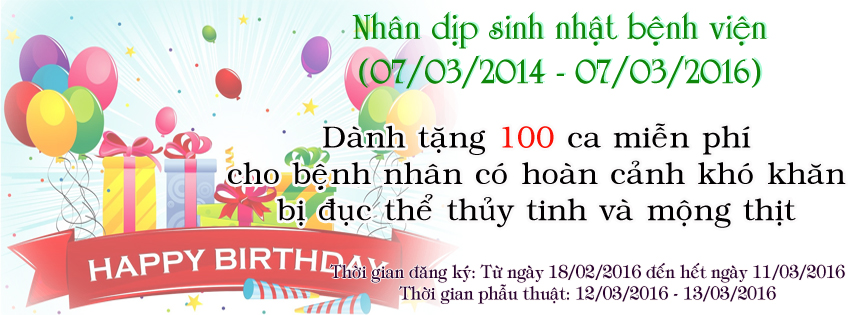 Nhân dịp sinh nhật bệnh viện
(07/03/2014 - 07/03/2016)
Dành tặng 100 ca miễn phí
cho bệnh nhân có hoàn cảnh khó khăn
bị đục thể thủy tinh và mộng thịt
HAPPY BIRTHDAY
Thời gian đăng ký: Từ ngày 18/02/2016 đến hết ngày 11/03/2016
Thời gian phẫu thuật: 12/03/2016 - 13/03/2016